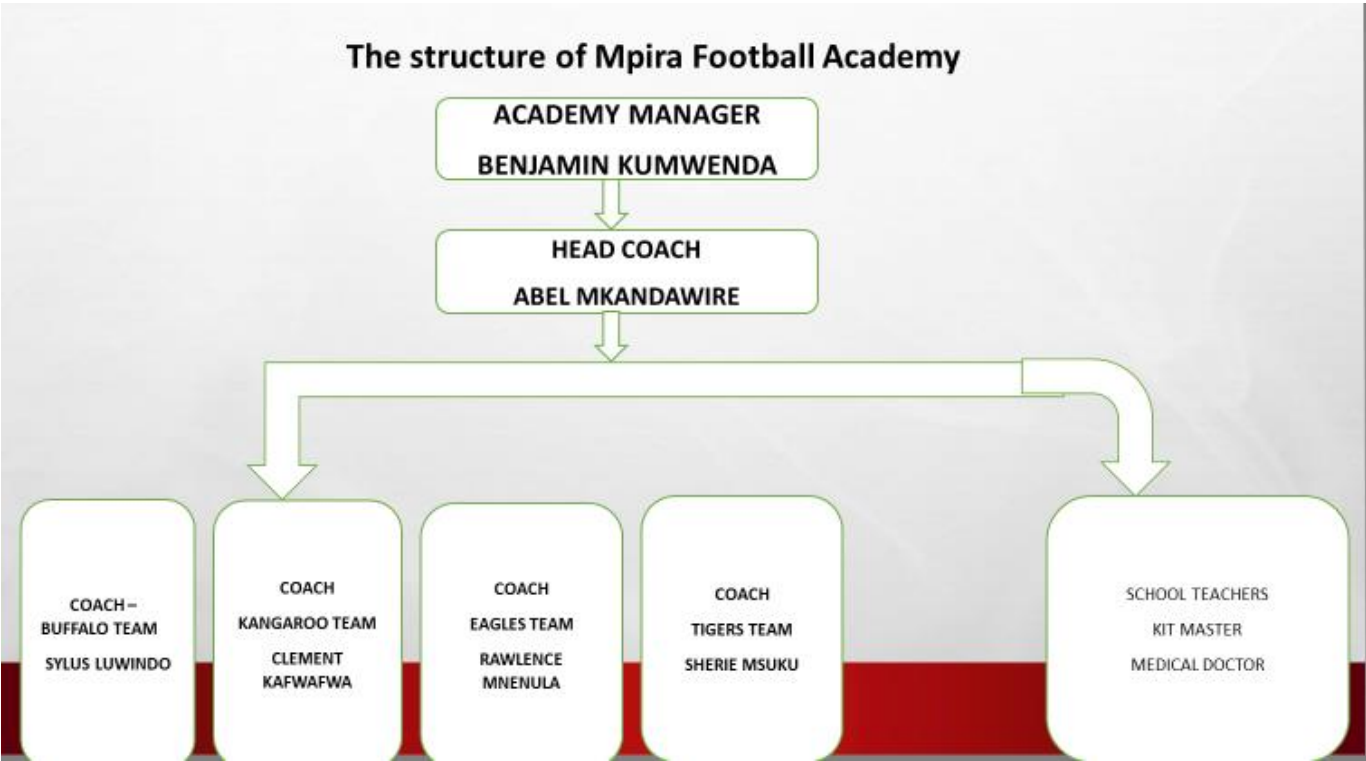 The structure of Mpira Football Academy
ACADEMY MANAGER
BENJAMIN KUMWENDA
HEAD COACH
ABEL MKANDAWIRE
COACH –
BUFFALO TEAM
SYLUS LUWINDO
COACH
KANGAROO TEAM
CLEMENT
KAFWAFWA
COACH
EAGLES TEAM
RAWLENCE
MNENULA
COACH
TIGERS TEAM
SHERIE MSUKU
SCHOOL TEACHERS
KIT MASTER
MEDICAL DOCTOR